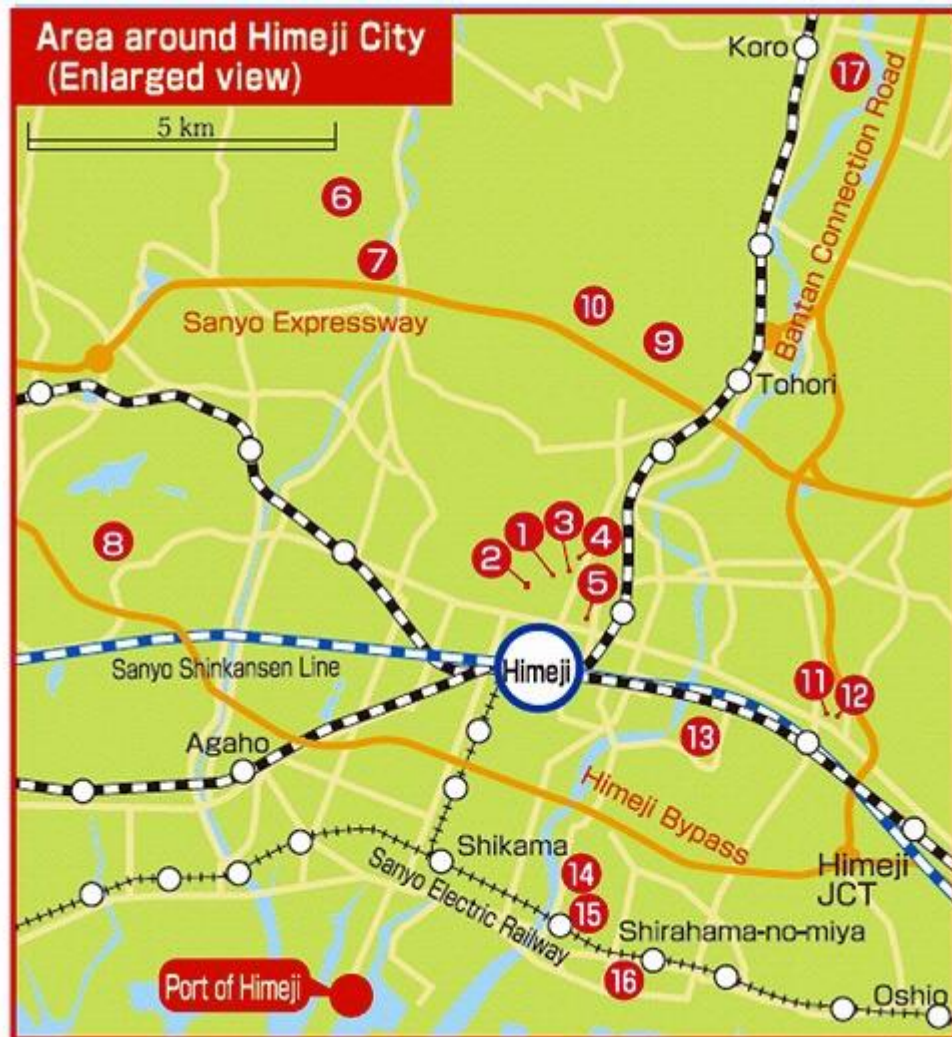 Area around Himeji City
(Enlarged view)
5 km
Koro
17
Bantan Connection Road
6
7
Sanyo Expressway
10
9
Tohori
8
1
3
4
2
5
Himeji
Sanyo Shinkansen Line
11
12
13
Agaho
Himeji Bypass
Shikama
Himeji
JCT
14
Sanyo Electric Railway
15
Shirahama-no-miya
16
Port of Himeji
Oshio